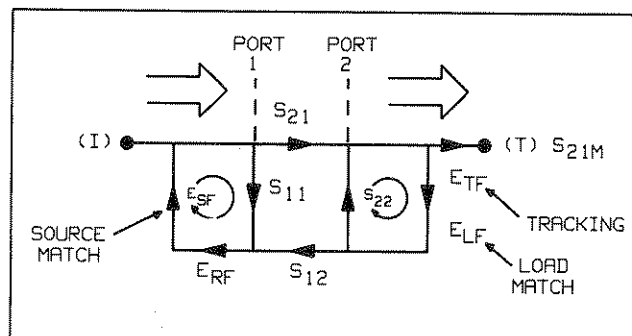 PORT 1
PORT 2
S21
(I)
(T) S21M
ESF
S11
S22
ETF
TRACKING
SOURCE MATCH
ELF
ERF
S12
LOAD MATCH